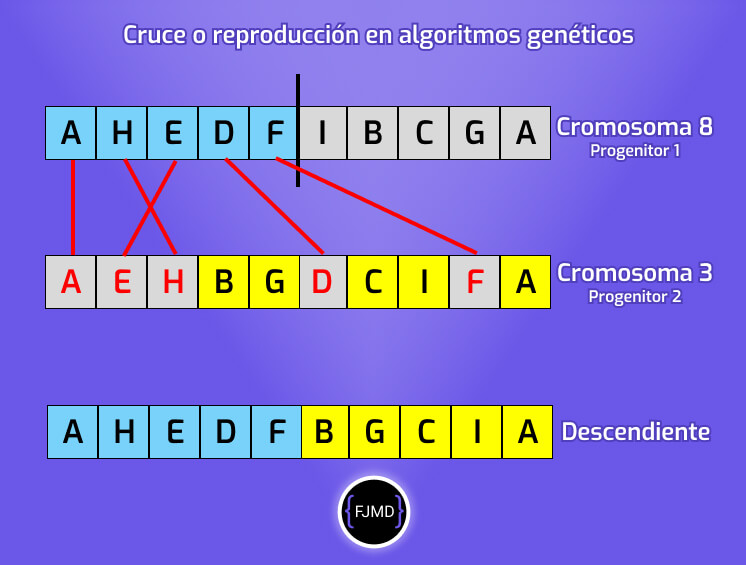 Cruce o reproducción en algoritmos genéticos
A H E D F I B C G A Cromosoma 8
Progenitor 1
A E H B G D C I F A Cromosoma 3
Progenitor 2
A H E D F B G C I A Descendiente
{FJMD}